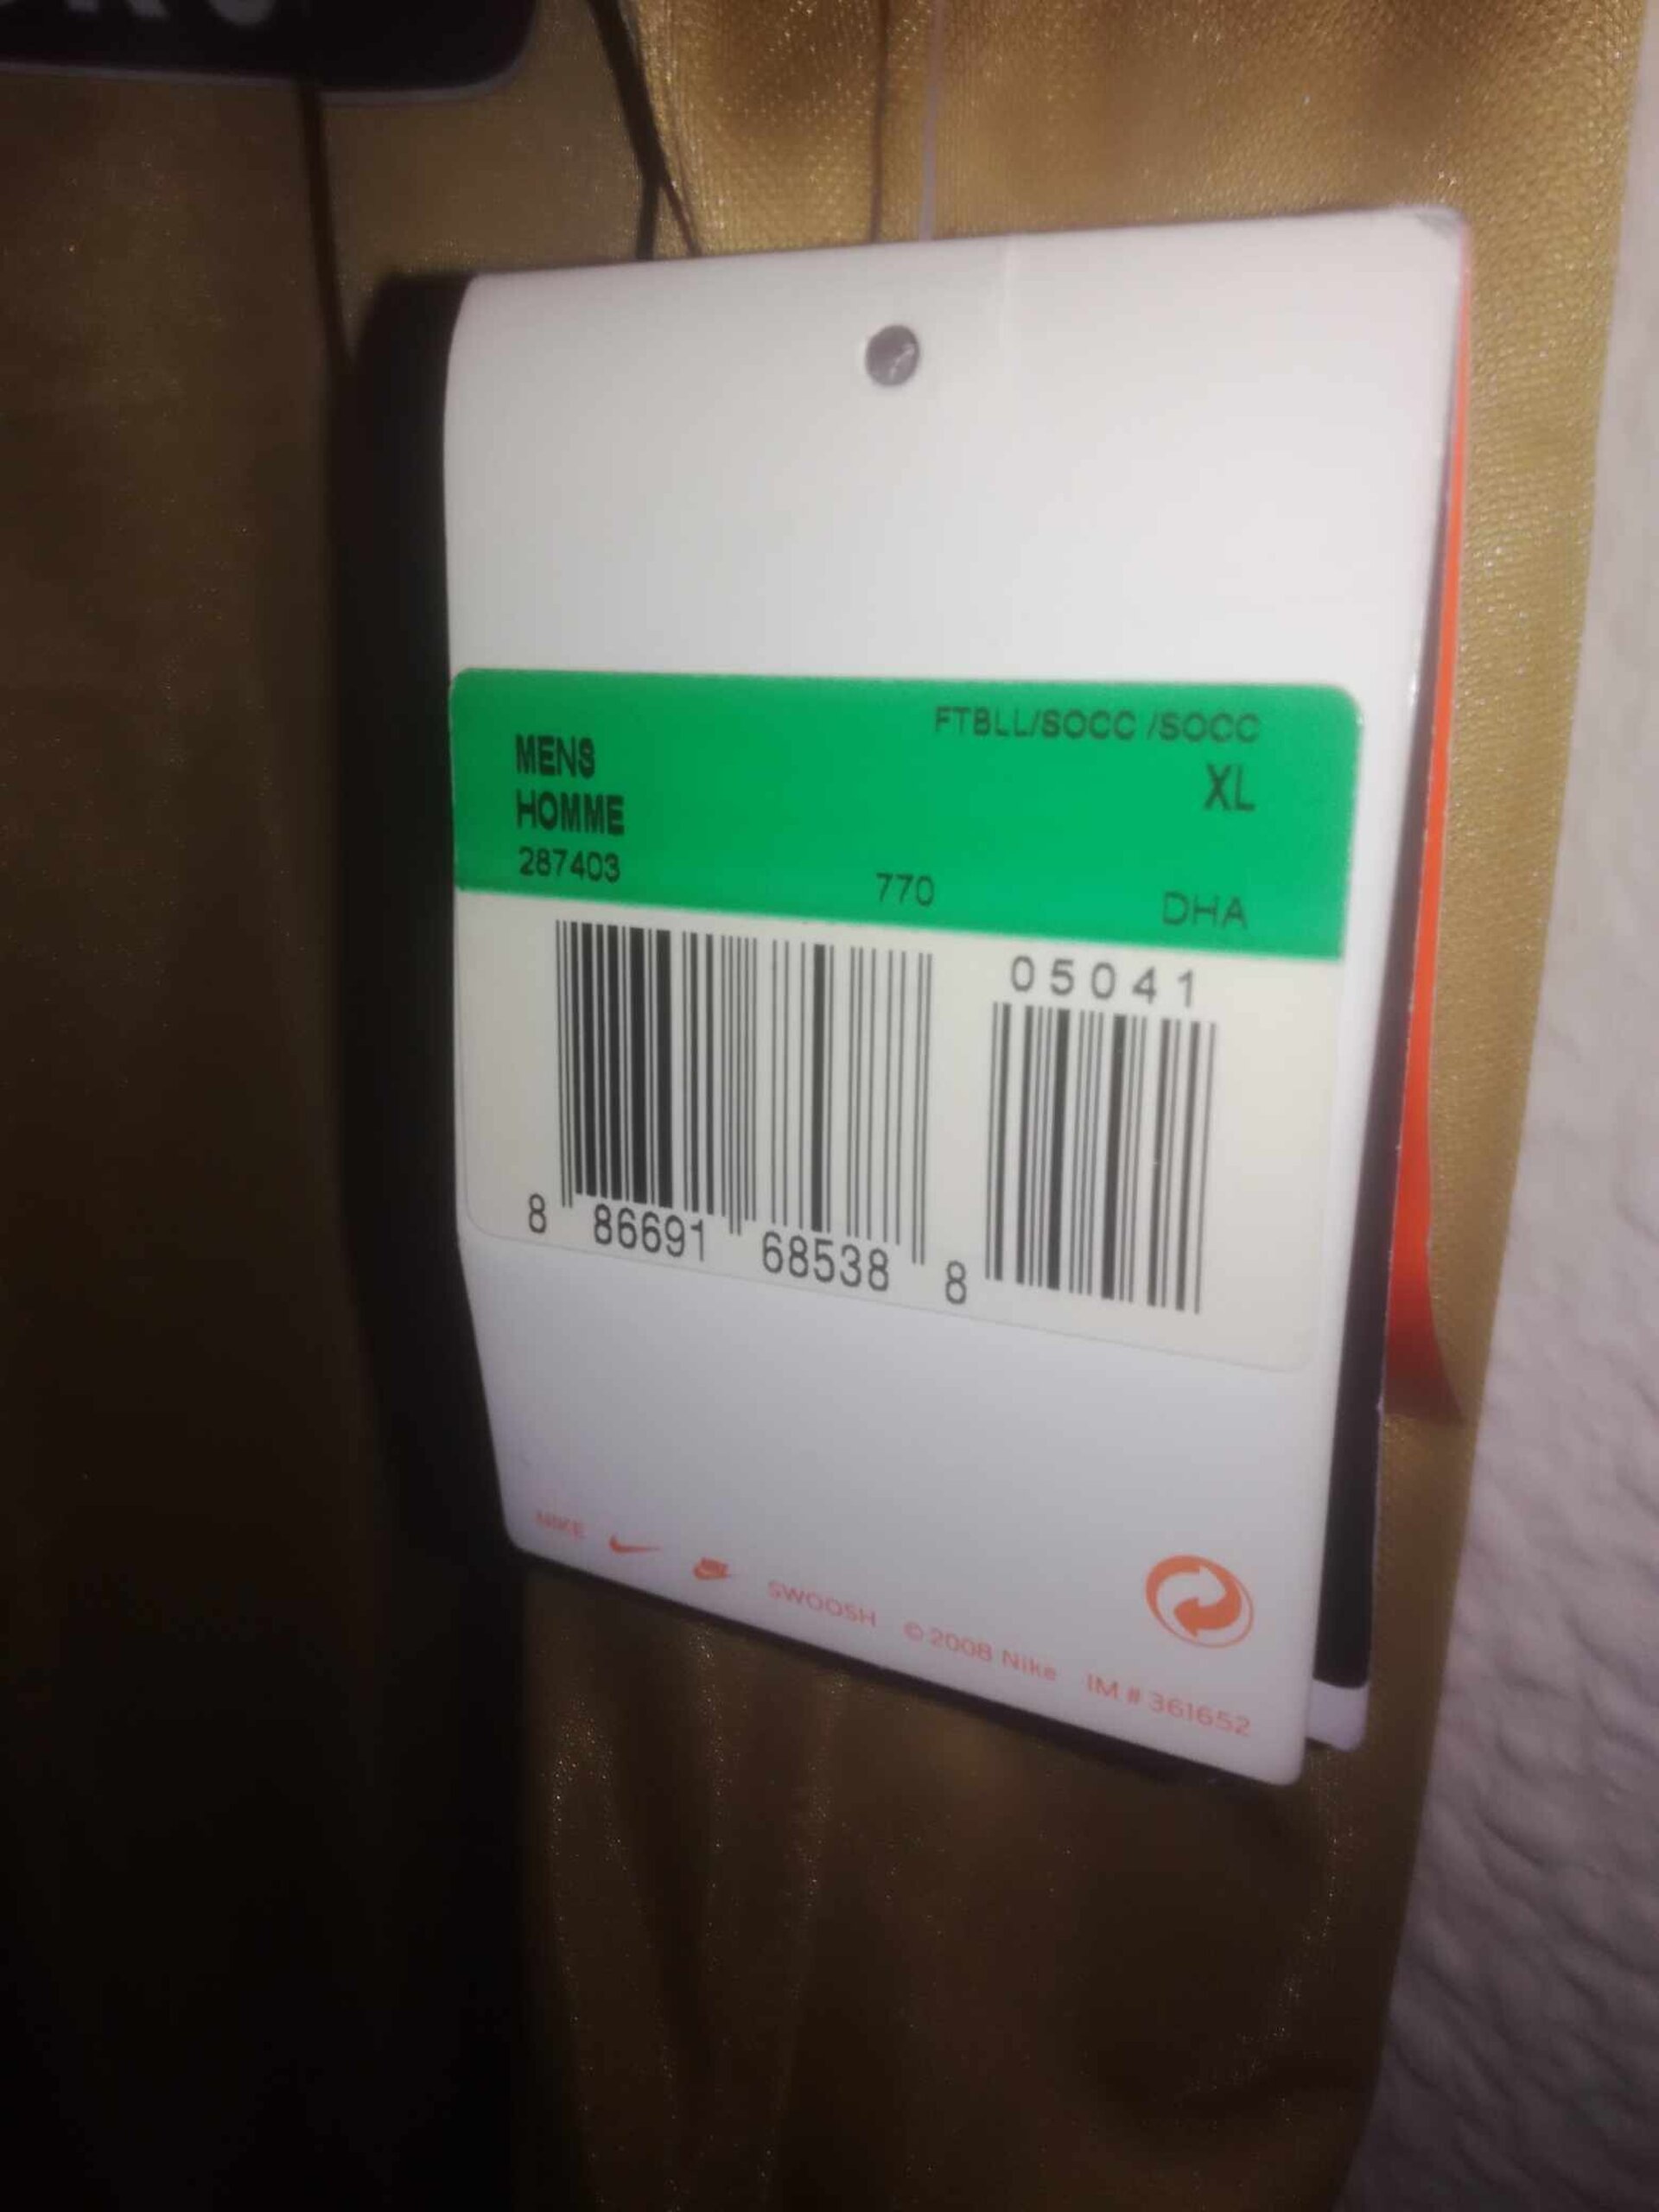 FTBLL/SOCC /SOCC
MENS
XL
HOMME
287403 770 DHA
05041
8 86691 68538 8
NIKE SWOOSH © 2008 Nike IM # 361652